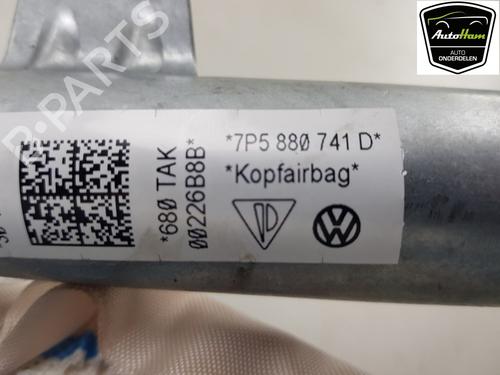 *7P5 880 741 D*
*Kopfairbag*
*680 TAK
00226B8B*
AutoHam
AUTO
ONDERDELEN
R-PARTS